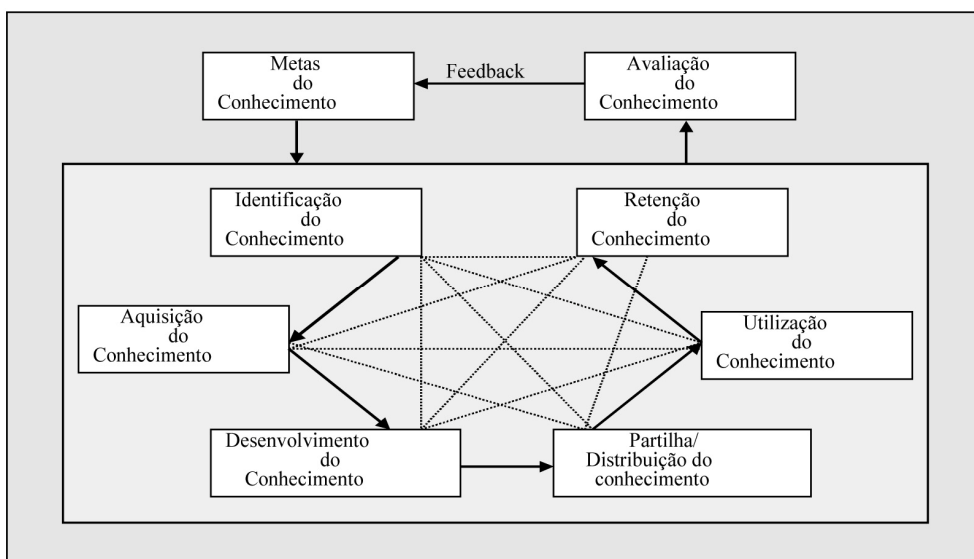 Metas
do
Conhecimento
Feedback
Avaliação
do
Conhecimento
Identificação
do
Conhecimento
Retenção
do
Conhecimento
Aquisição
do
Conhecimento
Utilização
do
Conhecimento
Desenvolvimento
do
Conhecimento
Partilha/
Distribuição do
conhecimento